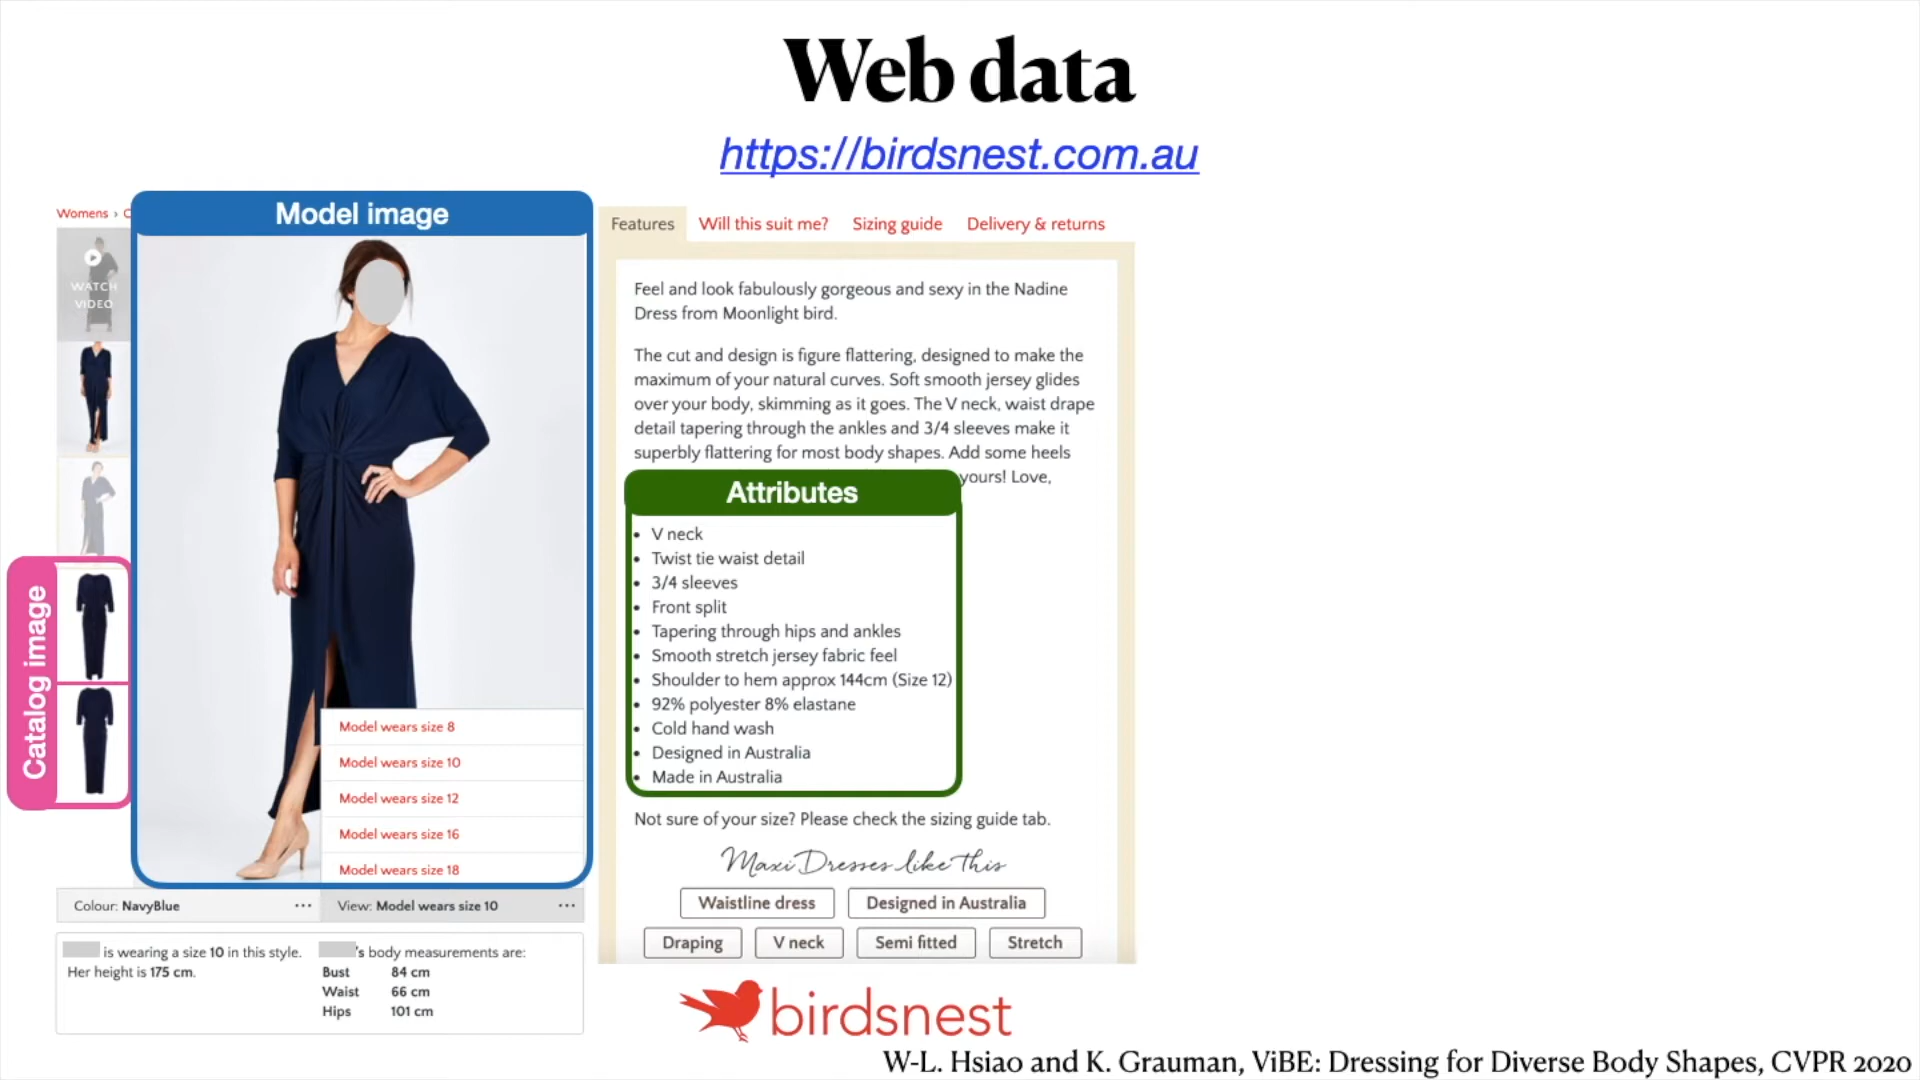 Web data
https://birdsnest.com.au
Womens › C
Model image
WATCH
VIDEO
Catalog image
Model wears size 8
Model wears size 10
Model wears size 12
Model wears size 16
Model wears size 18
Colour: NavyBlue ...
View: Model wears size 10 ...
is wearing a size 10 in this style.
Her height is 175 cm.
's body measurements are:
Bust 84 cm
Waist 66 cm
Hips 101 cm
Features Will this suit me? Sizing guide Delivery & returns
Feel and look fabulously gorgeous and sexy in the Nadine
Dress from Moonlight bird.
The cut and design is figure flattering, designed to make the
maximum of your natural curves. Soft smooth jersey glides
over your body, skimming as it goes. The V neck, waist drape
detail tapering through the ankles and 3/4 sleeves make it
superbly flattering for most body shapes. Add some heels
yours! Love,
Attributes
• V neck
• Twist tie waist detail
• 3/4 sleeves
• Front split
• Tapering through hips and ankles
• Smooth stretch jersey fabric feel
• Shoulder to hem approx 144cm (Size 12)
• 92% polyester 8% elastane
• Cold hand wash
• Designed in Australia
• Made in Australia
Not sure of your size? Please check the sizing guide tab.
Maxi Dresses like this
Waistline dress Designed in Australia
Draping V neck Semi fitted Stretch
birdsnest
W-L. Hsiao and K. Grauman, ViBE: Dressing for Diverse Body Shapes, CVPR 2020